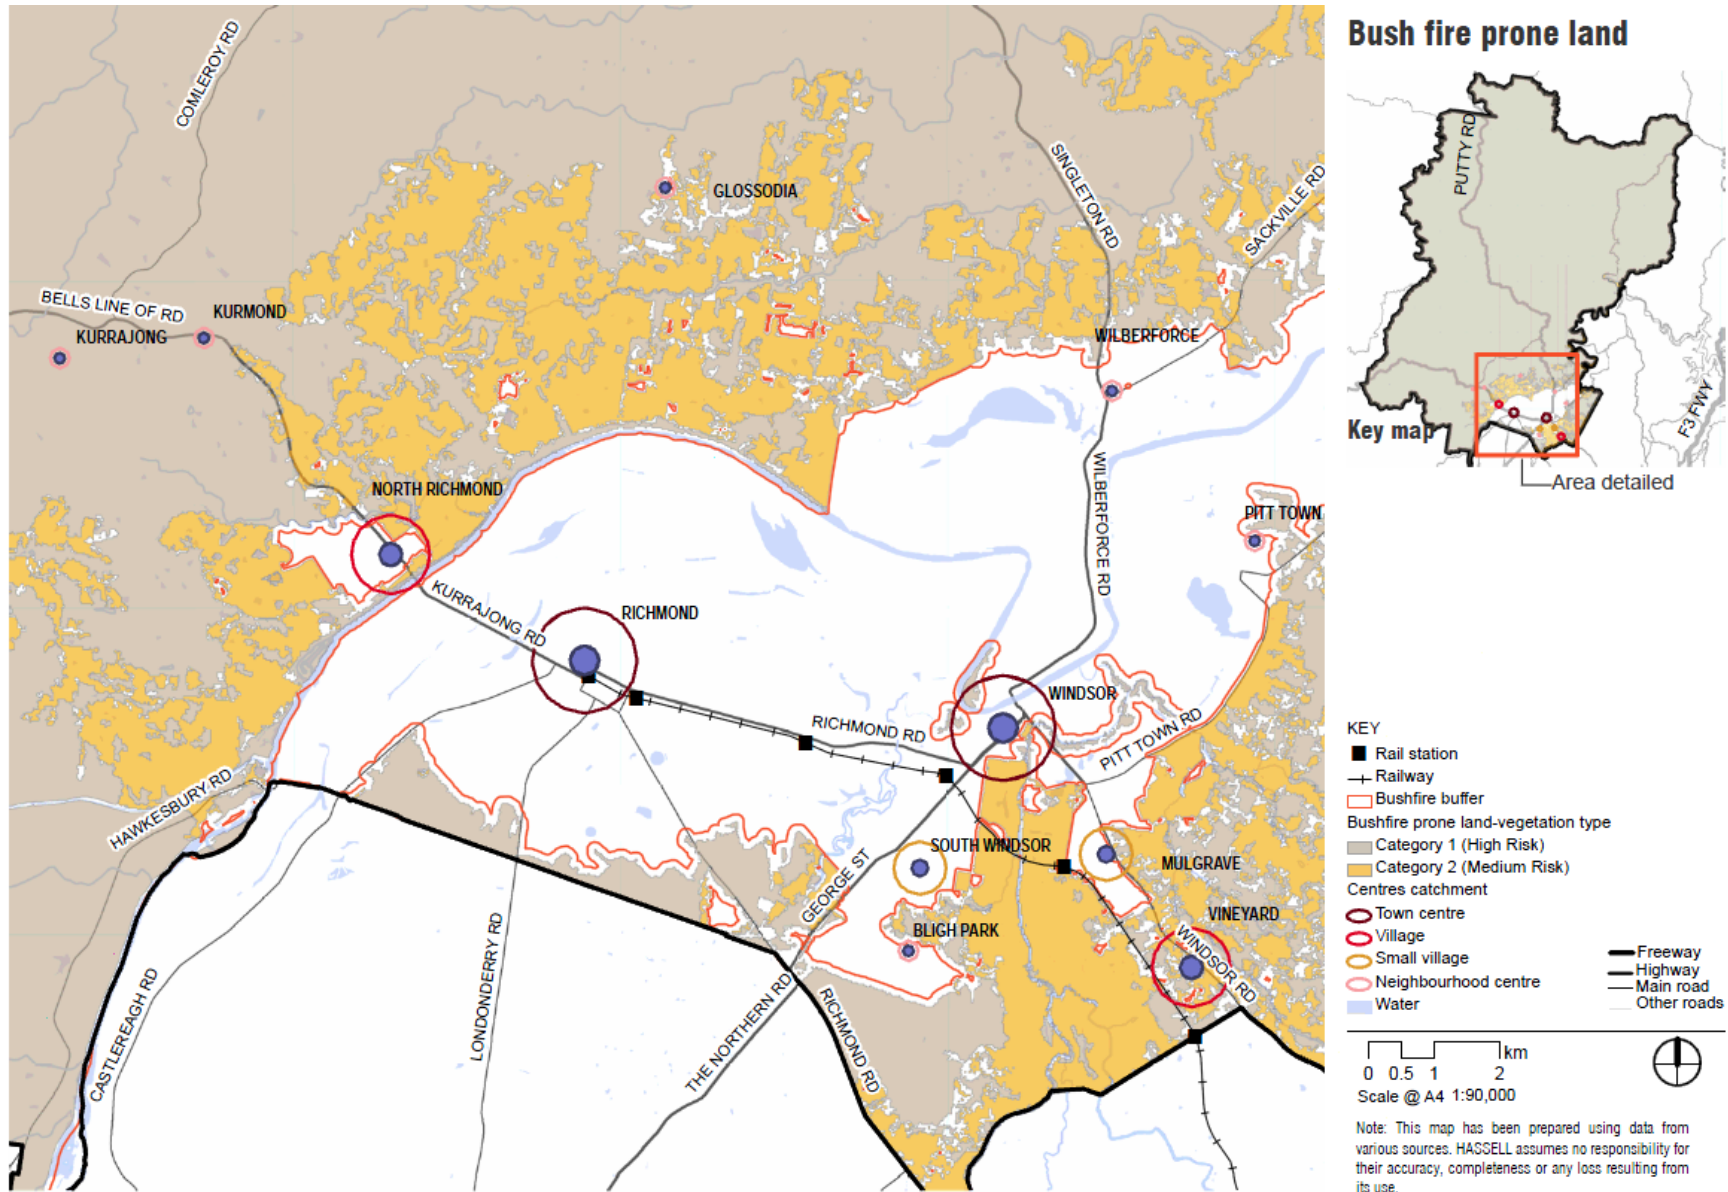 Bush fire prone land
COMLEROY RD
PUTTY RD
SINGLETON RD
GLOSSODIA
SACKVILLE RD
BELLS LINE OF RD
KURMOND
KURRAJONG
WILBERFORCE
F3 FWY
Key map
Area detailed
NORTH RICHMOND
WILBERFORCE RD
PITT TOWN
KURRAJONG RD
RICHMOND
WINDSOR
RICHMOND RD
PITT TOWN RD
HAWKESBURY RD
SOUTH WINDSOR
MULGRAVE
GEORGE ST
VINEYARD
BLIGH PARK
WINDSOR RD
LONDONDERRY RD
CASTLEREAGH RD
THE NORTHERN RD
RICHMOND RD
KEY
Rail station
Railway
Bushfire buffer
Bushfire prone land-vegetation type
Category 1 (High Risk)
Category 2 (Medium Risk)
Centres catchment
Town centre
Village
Small village
Neighbourhood centre
Water
Freeway
Highway
Main road
Other roads
km
0 0.5 1 2
Scale @ A4 1:90,000
Note: This map has been prepared using data from
various sources. HASSELL assumes no responsibility for
their accuracy, completeness or any loss resulting from
its use.